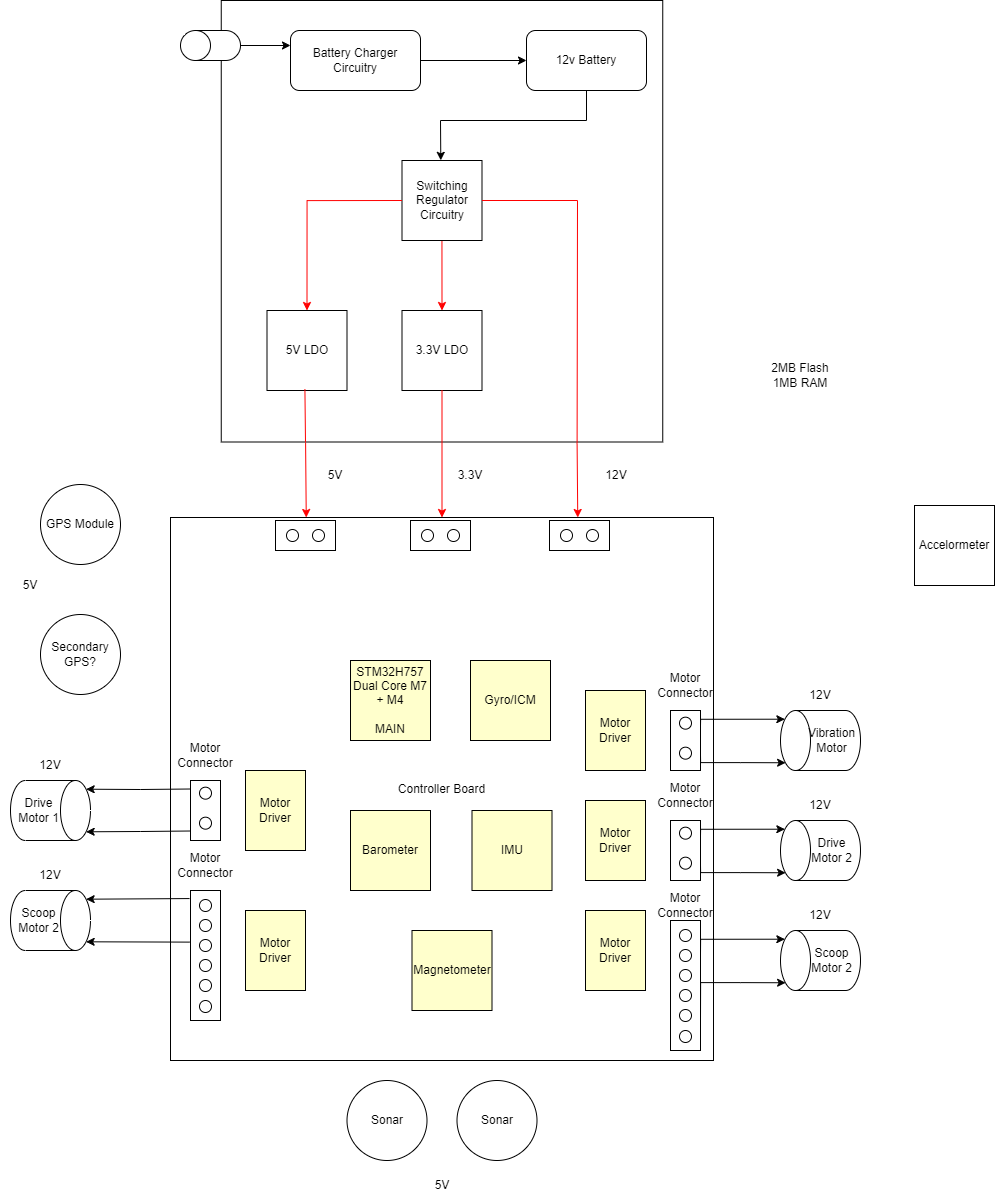 Battery Charger
Circuitry
12v Battery
Switching
Regulator
Circuitry
5V LDO
3.3V LDO
2MB Flash
1MB RAM
5V
3.3V
12V
GPS Module
Accelormeter
5V
Secondary
GPS?
STM32H757
Dual Core M7
+ M4
MAIN
Gyro/ICM
Motor
Connector
12V
Motor
Driver
Vibration
Motor
Motor
Connector
12V
Drive
Motor 1
Motor
Driver
Controller Board
Motor
Connector
12V
Barometer
IMU
Motor
Driver
Drive
Motor 2
Motor
Connector
12V
Scoop
Motor 2
Motor
Driver
Magnetometer
Motor
Driver
Motor
Connector
12V
Scoop
Motor 2
Sonar
Sonar
5V